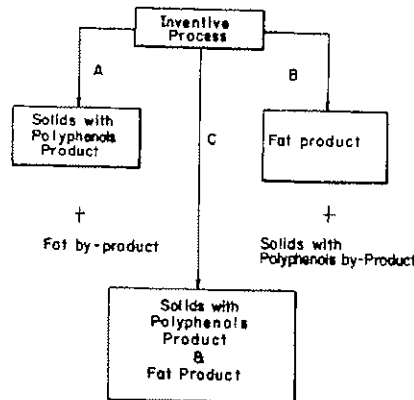 Inventive
Process
A
B
C
Solids with
Polyphenols
Product
Fat product
+
Fat by-product
+
Solids with
Polyphenols by-Product
Solids with
Polyphenols
Product
&
Fat Product